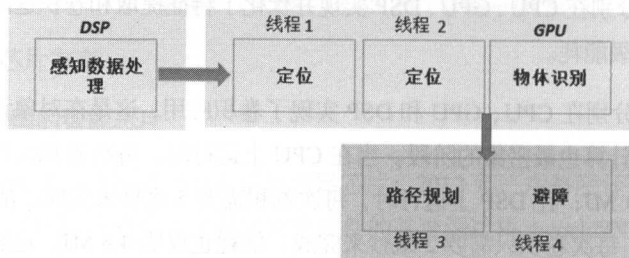 DSP
线程 1
线程 2
GPU
感知数据处理
定位
定位
物体识别
路径规划
避障
线程 3
线程 4